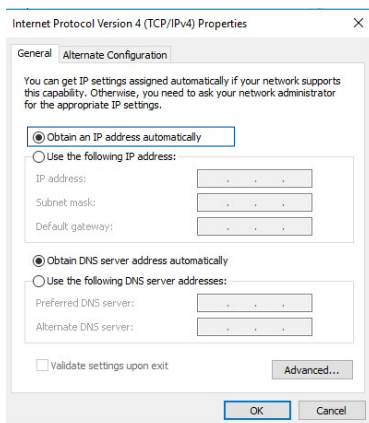 Internet Protocol Version 4 (TCP/IPv4) Properties
General
Alternate Configuration
You can get IP settings assigned automatically if your network supports
this capability. Otherwise, you need to ask your network administrator
for the appropriate IP settings.
Obtain an IP address automatically
Use the following IP address:
IP address:
Subnet mask:
Default gateway:
Obtain DNS server address automatically
Use the following DNS server addresses:
Preferred DNS server:
Alternate DNS server:
Validate settings upon exit
Advanced...
OK
Cancel